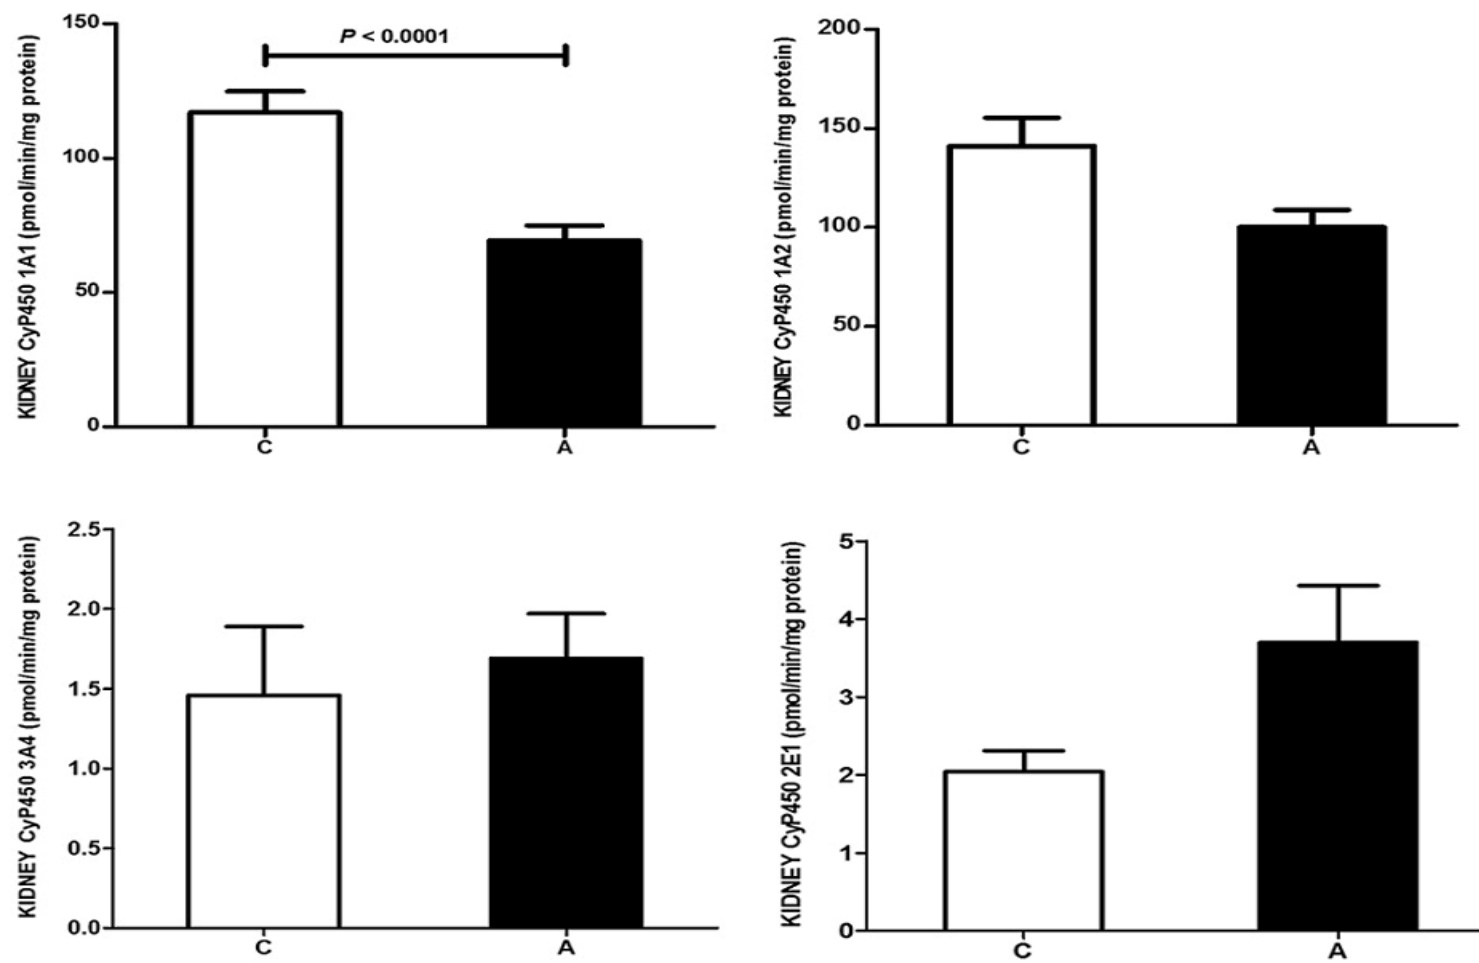 KIDNEY CyP450 1A1 (pmol/min/mg protein)
150
100
50
0
P < 0.0001
C A
KIDNEY CyP450 1A2 (pmol/min/mg protein)
200
150
100
50
0
C A
KIDNEY CyP450 3A4 (pmol/min/mg protein)
2.5
2.0
1.5
1.0
0.5
0.0
C A
KIDNEY CyP450 2E1 (pmol/min/mg protein)
5
4
3
2
1
0
C A